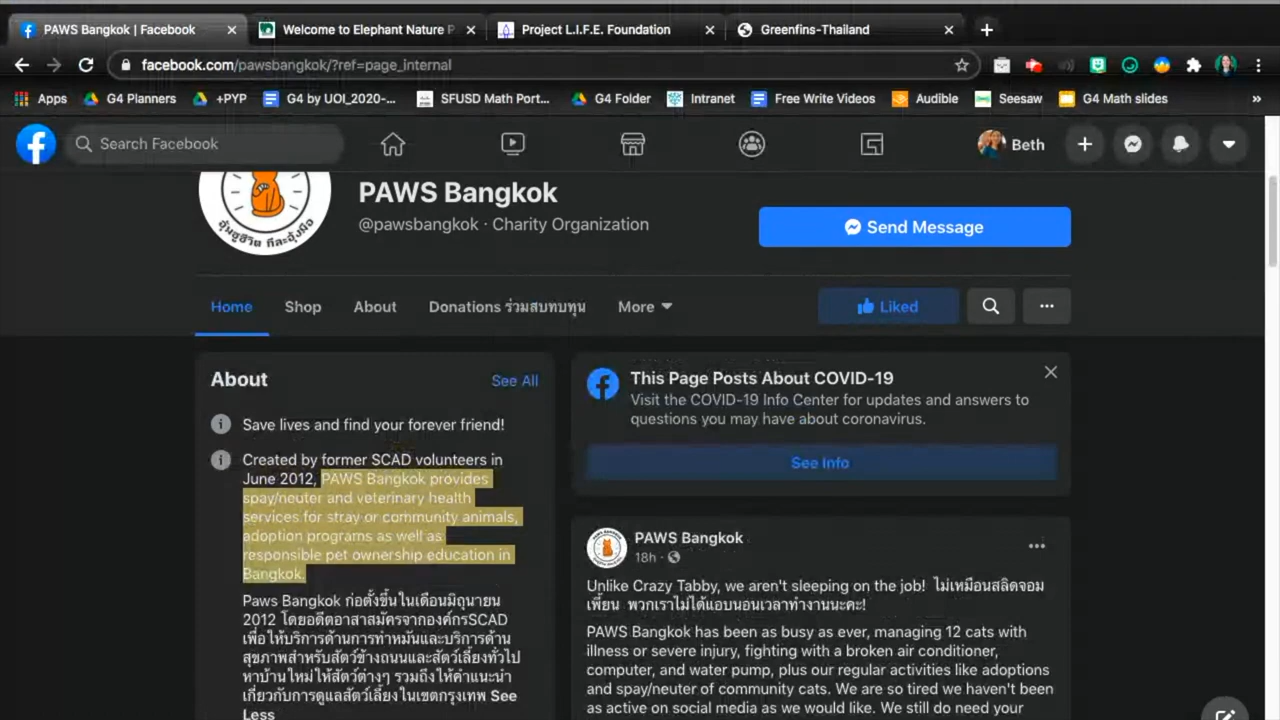 PAWS Bangkok | Facebook
Welcome to Elephant Nature P
Project L.I.F.E. Foundation
Greenfins-Thailand
facebook.com/pawsbangkok/?ref=page_internal
Apps
G4 Planners
+PYP
G4 by UOI_2020-...
SFUSD Math Port...
G4 Folder
Intranet
Free Write Videos
Audible
Seesaw
G4 Math slides
Search Facebook
Beth
อุ้มชูชีวิต ทีละอุ้งมือ
PAWS Bangkok
@pawsbangkok · Charity Organization
Send Message
Home
Shop
About
Donations ร่วมสบทบทุน
More
Liked
About
See All
Save lives and find your forever friend!
Created by former SCAD volunteers in
June 2012, PAWS Bangkok provides
spay/neuter and veterinary health
services for stray or community animals,
adoption programs as well as
responsible pet ownership education in
Bangkok.
Paws Bangkok ก่อตั้งขึ้นในเดือนมิถุนายน
2012 โดยอดีตอาสาสมัครจากองค์กรSCAD
เพื่อให้บริการด้านการทำหมันและบริการด้าน
สุขภาพสำหรับสัตว์ข้างถนนและสัตว์เลี้ยงทั่วไป
หาบ้านใหม่ให้สัตว์ต่างๆ รวมถึงให้คำแนะนำ
เกี่ยวกับการดูแลสัตว์เลี้ยงในเขตกรุงเทพ See
Less
This Page Posts About COVID-19
Visit the COVID-19 Info Center for updates and answers to
questions you may have about coronavirus.
See Info
PAWS Bangkok
18h ·
Unlike Crazy Tabby, we aren't sleeping on the job! ไม่เหมือนสลิดจอม
เพี้ยน พวกเราไม่ได้แอบนอนเวลาทำงานนะคะ!
PAWS Bangkok has been as busy as ever, managing 12 cats with
illness or severe injury, fighting with a broken air conditioner,
computer, and water pump, plus our regular activities like adoptions
and spay/neuter of community cats. We are so tired we haven't been
as active on social media as we would like. We still do need your